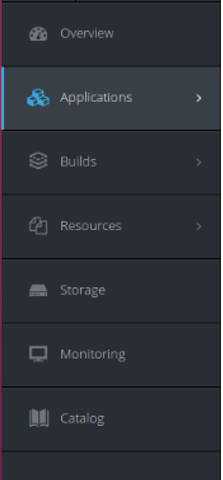 Overview
Applications
Builds
Resources
Storage
Monitoring
Catalog